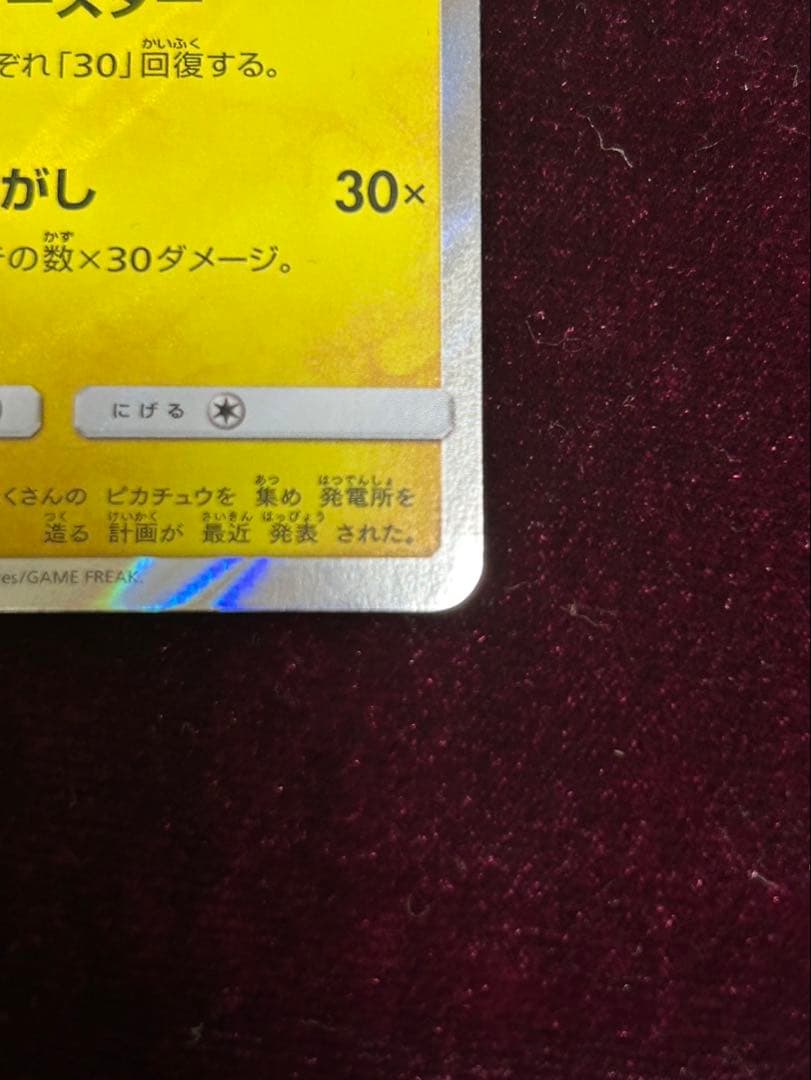 ースター
ぞれ「30」回復する。
かいふく
がし 30×
の数×30ダメージ。
かず
にげる
くさんの ピカチュウを 集め 発電所を
あつ はつでんしょ
造る 計画が 最近 発表 された。
つく けいかく さいきん はっぴょう
es/GAME FREAK.